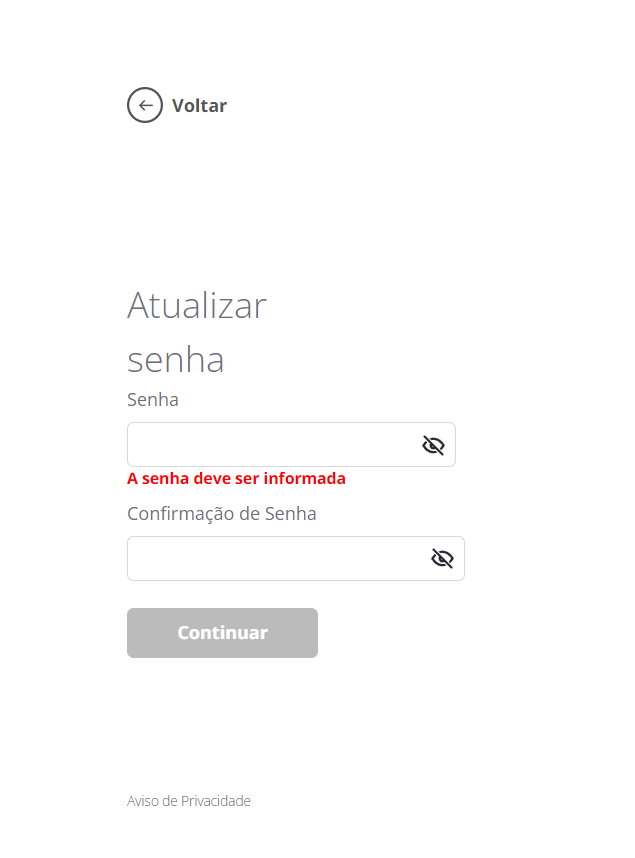 Voltar
Atualizar
senha
Senha
A senha deve ser informada
Confirmação de Senha
Continuar
Aviso de Privacidade